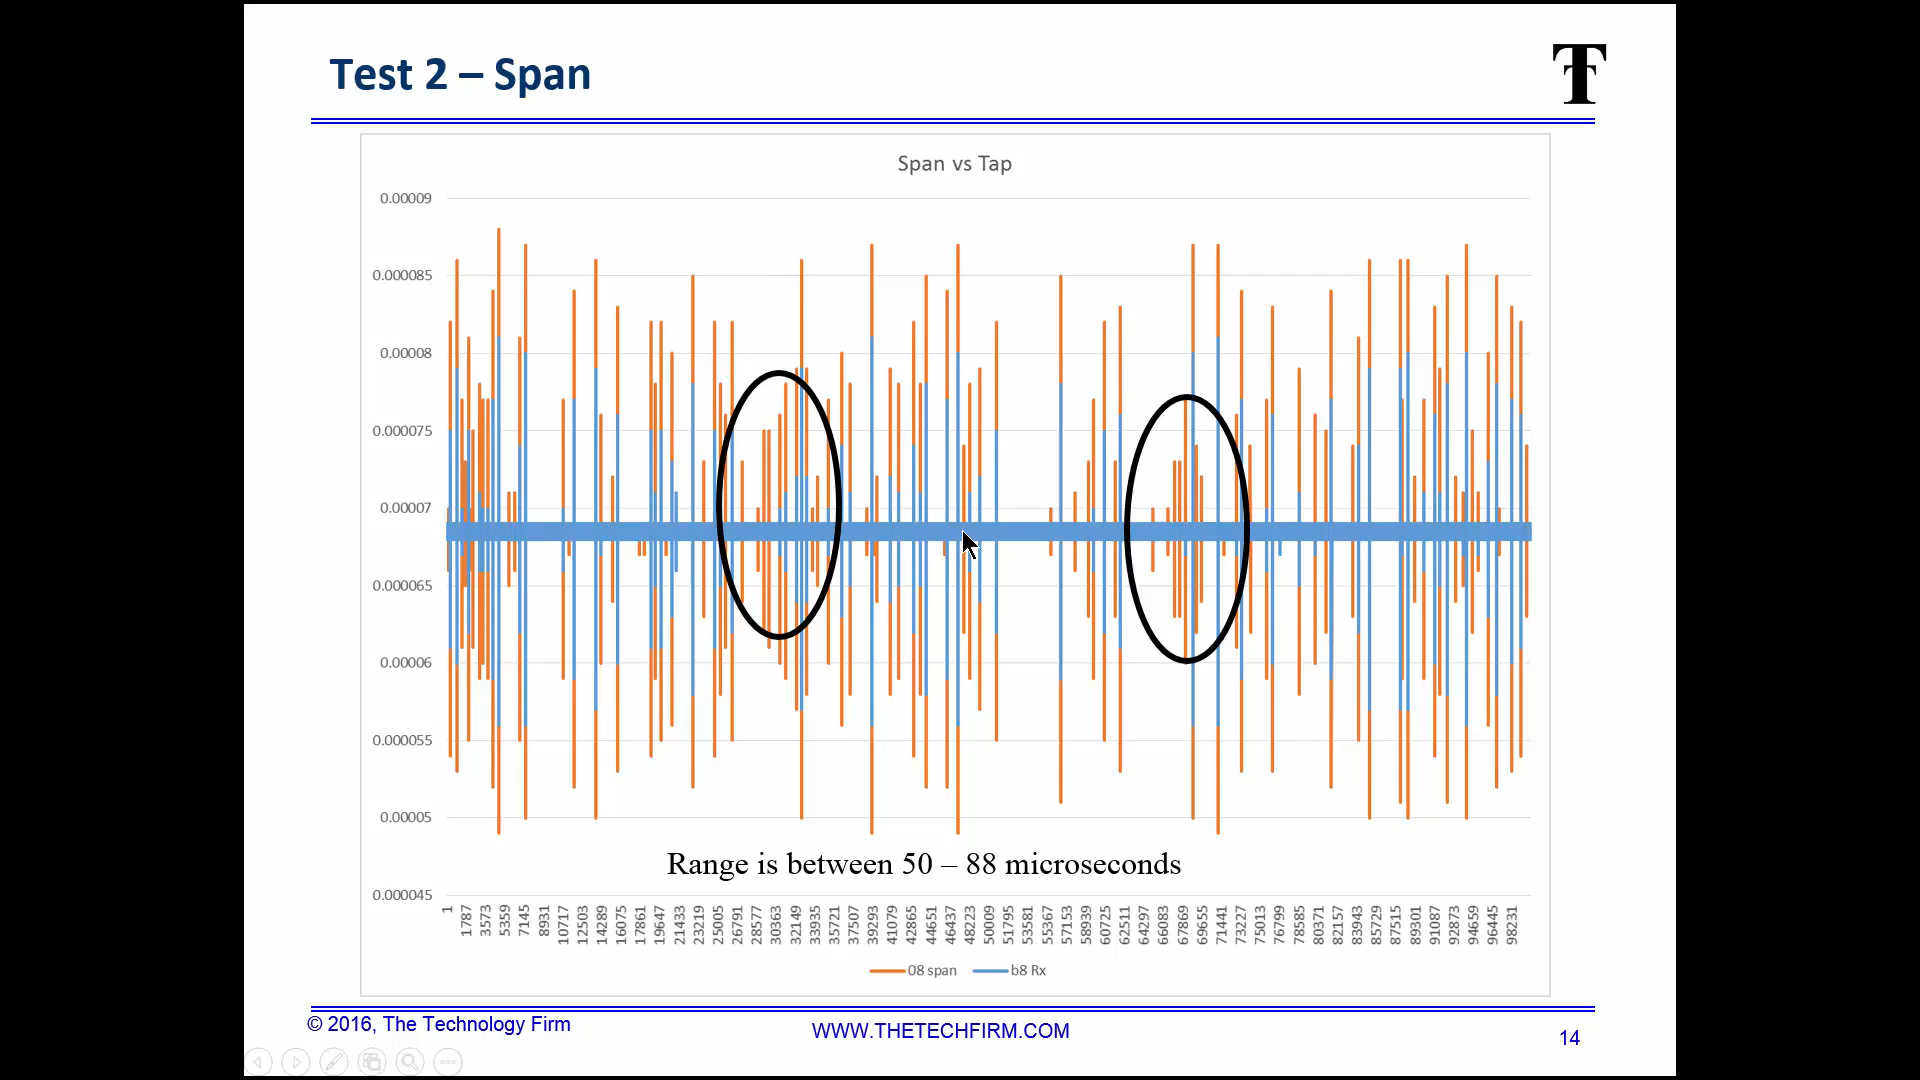 Test 2 – Span
TT
Span vs Tap
0.00009
0.000085
0.00008
0.000075
0.00007
0.000065
0.00006
0.000055
0.00005
0.000045
Range is between 50 – 88 microseconds
1 1787 3573 5359 7145 8931 10717 12503 14289 16075 17861 19647 21433 23219 25005 26791 28577 30363 32149 33935 35721 37507 39293 41079 42865 44651 46437 48223 50009 51795 53581 55367 57153 58939 60725 62511 64297 66083 67869 69655 71441 73227 75013 76799 78585 80371 82157 83943 85729 87515 89301 91087 92873 94659 96445 98231
08 span b8 Rx
© 2016, The Technology Firm
WWW.THETECHFIRM.COM
14